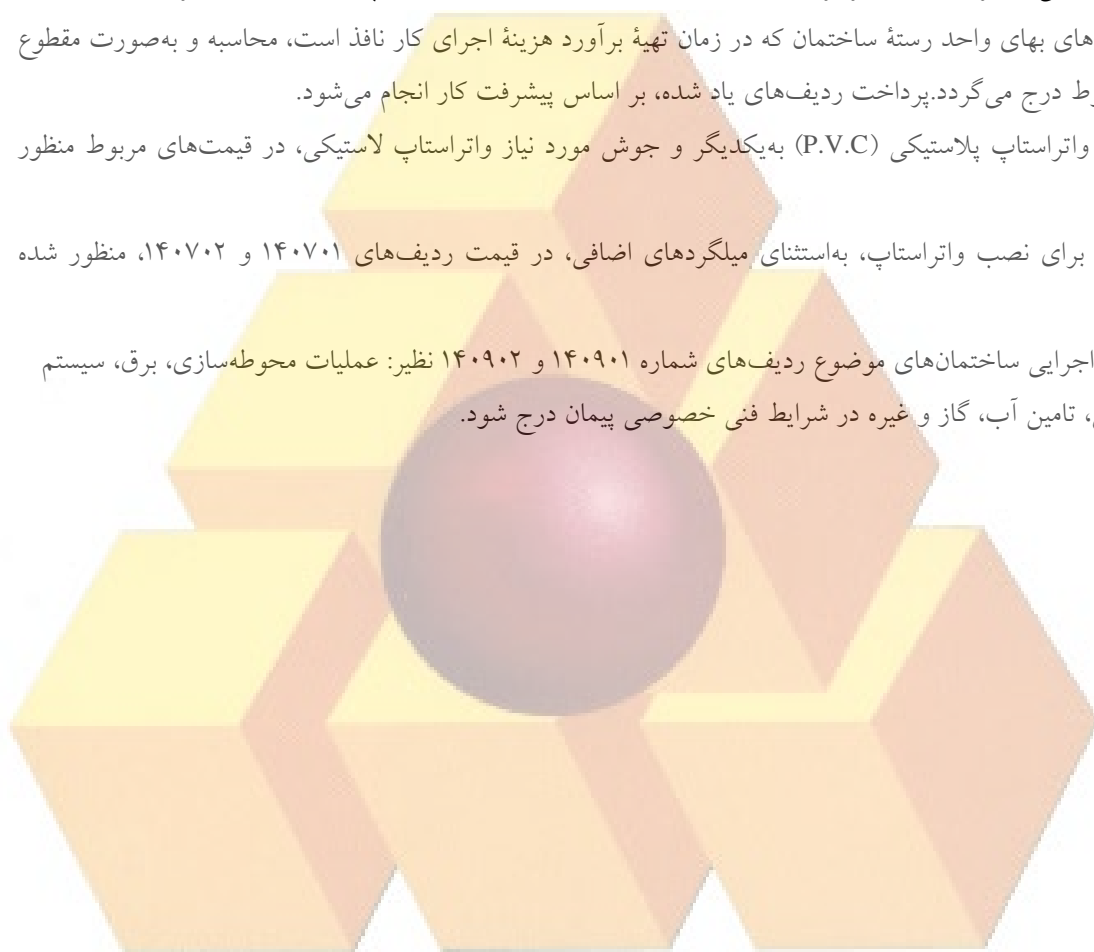 های بهای واحد رستهٔ ساختمان که در زمان تهیهٔ برآورد هزینهٔ اجرای کار نافذ است، محاسبه و به‌صورت مقطوع
درج می‌گردد.پرداخت ردیف‌های یاد شده، بر اساس پیشرفت کار انجام می‌شود.
واتراستاپ پلاستیکی (P.V.C) به‌یکدیگر و جوش مورد نیاز واتراستاپ لاستیکی، در قیمت‌های مربوط منظور
برای نصب واتراستاپ، به‌استثنای میلگردهای اضافی، در قیمت ردیف‌های ۱۴۰۷۰۱ و ۱۴۰۷۰۲، منظور شده
اجرایی ساختمان‌های موضوع ردیف‌های شماره ۱۴۰۹۰۱ و ۱۴۰۹۰۲ نظیر: عملیات محوطه‌سازی، برق، سیستم
، تامین آب، گاز و غیره در شرایط فنی خصوصی پیمان درج شود.